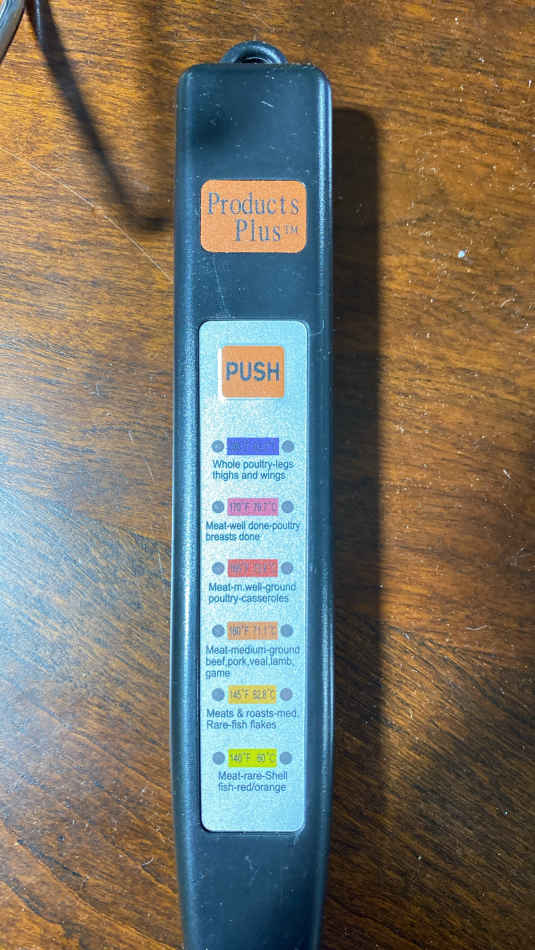 Products
Plus™
PUSH
Whole poultry-legs
thighs and wings
170°F 76.7°C
Meat-well done-poultry
breasts done
Meat-m.well-ground
poultry-casseroles
160°F 71.1°C
Meat-medium-ground
beef,pork,veal,lamb,
game
145°F 62.8°C
Meats & roasts-med.
Rare-fish flakes
140°F 60°C
Meat-rare-Shell
fish-red/orange